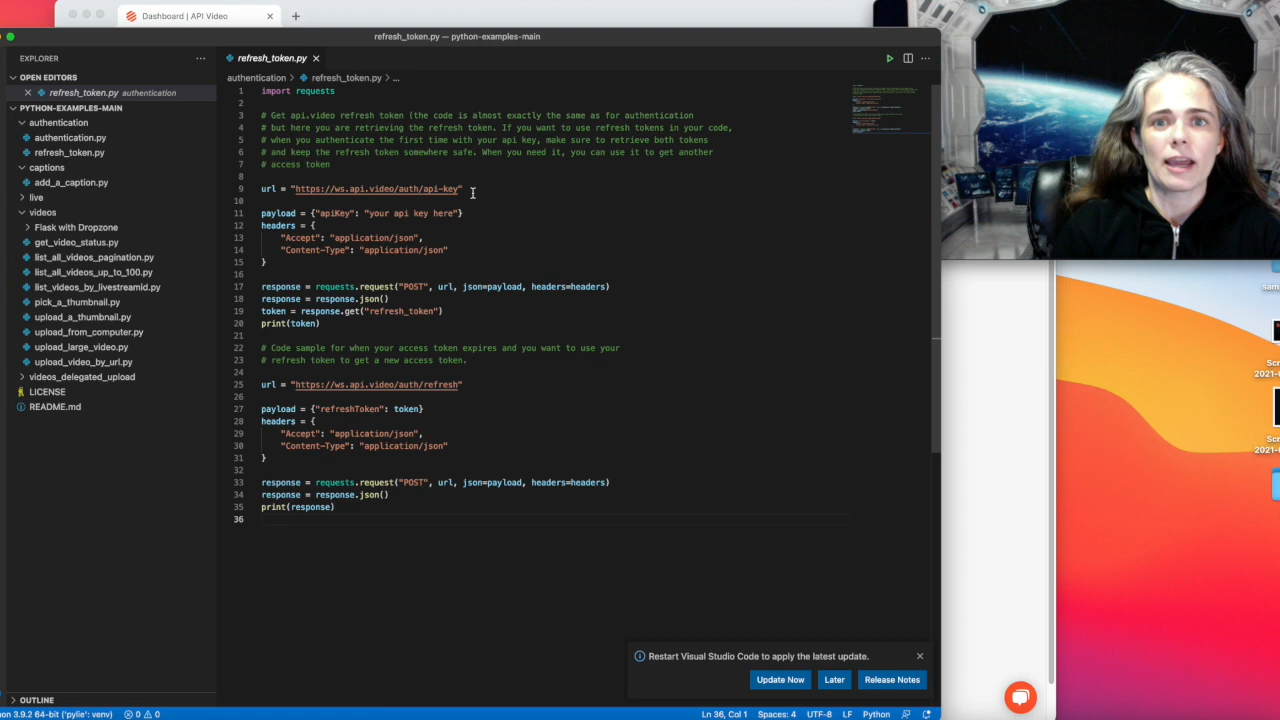 Dashboard | API Video
refresh_token.py — python-examples-main
EXPLORER
OPEN EDITORS
refresh_token.py authentication
PYTHON-EXAMPLES-MAIN
authentication
authentication.py
refresh_token.py
captions
add_a_caption.py
live
videos
Flask with Dropzone
get_video_status.py
list_all_videos_pagination.py
list_all_videos_up_to_100.py
list_videos_by_livestreamid.py
pick_a_thumbnail.py
upload_a_thumbnail.py
upload_from_computer.py
upload_large_video.py
upload_video_by_url.py
videos_delegated_upload
LICENSE
README.md
OUTLINE
refresh_token.py
authentication > refresh_token.py > ...
1 import requests
2
3 # Get api.video refresh token (the code is almost exactly the same as for authentication
4 # but here you are retrieving the refresh token. If you want to use refresh tokens in your code,
5 # when you authenticate the first time with your api key, make sure to retrieve both tokens
6 # and keep the refresh token somewhere safe. When you need it, you can use it to get another
7 # access token
8
9 url = "https://ws.api.video/auth/api-key"
10
11 payload = {"apiKey": "your api key here"}
12 headers = {
13 "Accept": "application/json",
14 "Content-Type": "application/json"
15 }
16
17 response = requests.request("POST", url, json=payload, headers=headers)
18 response = response.json()
19 token = response.get("refresh_token")
20 print(token)
21
22 # Code sample for when your access token expires and you want to use your
23 # refresh token to get a new access token.
24
25 url = "https://ws.api.video/auth/refresh"
26
27 payload = {"refreshToken": token}
28 headers = {
29 "Accept": "application/json",
30 "Content-Type": "application/json"
31 }
32
33 response = requests.request("POST", url, json=payload, headers=headers)
34 response = response.json()
35 print(response)
36
Restart Visual Studio Code to apply the latest update.
Update Now Later Release Notes
3.9.2 64-bit ('pylie': venv) 0 0 Ln 36, Col 1 Spaces: 4 UTF-8 LF Python